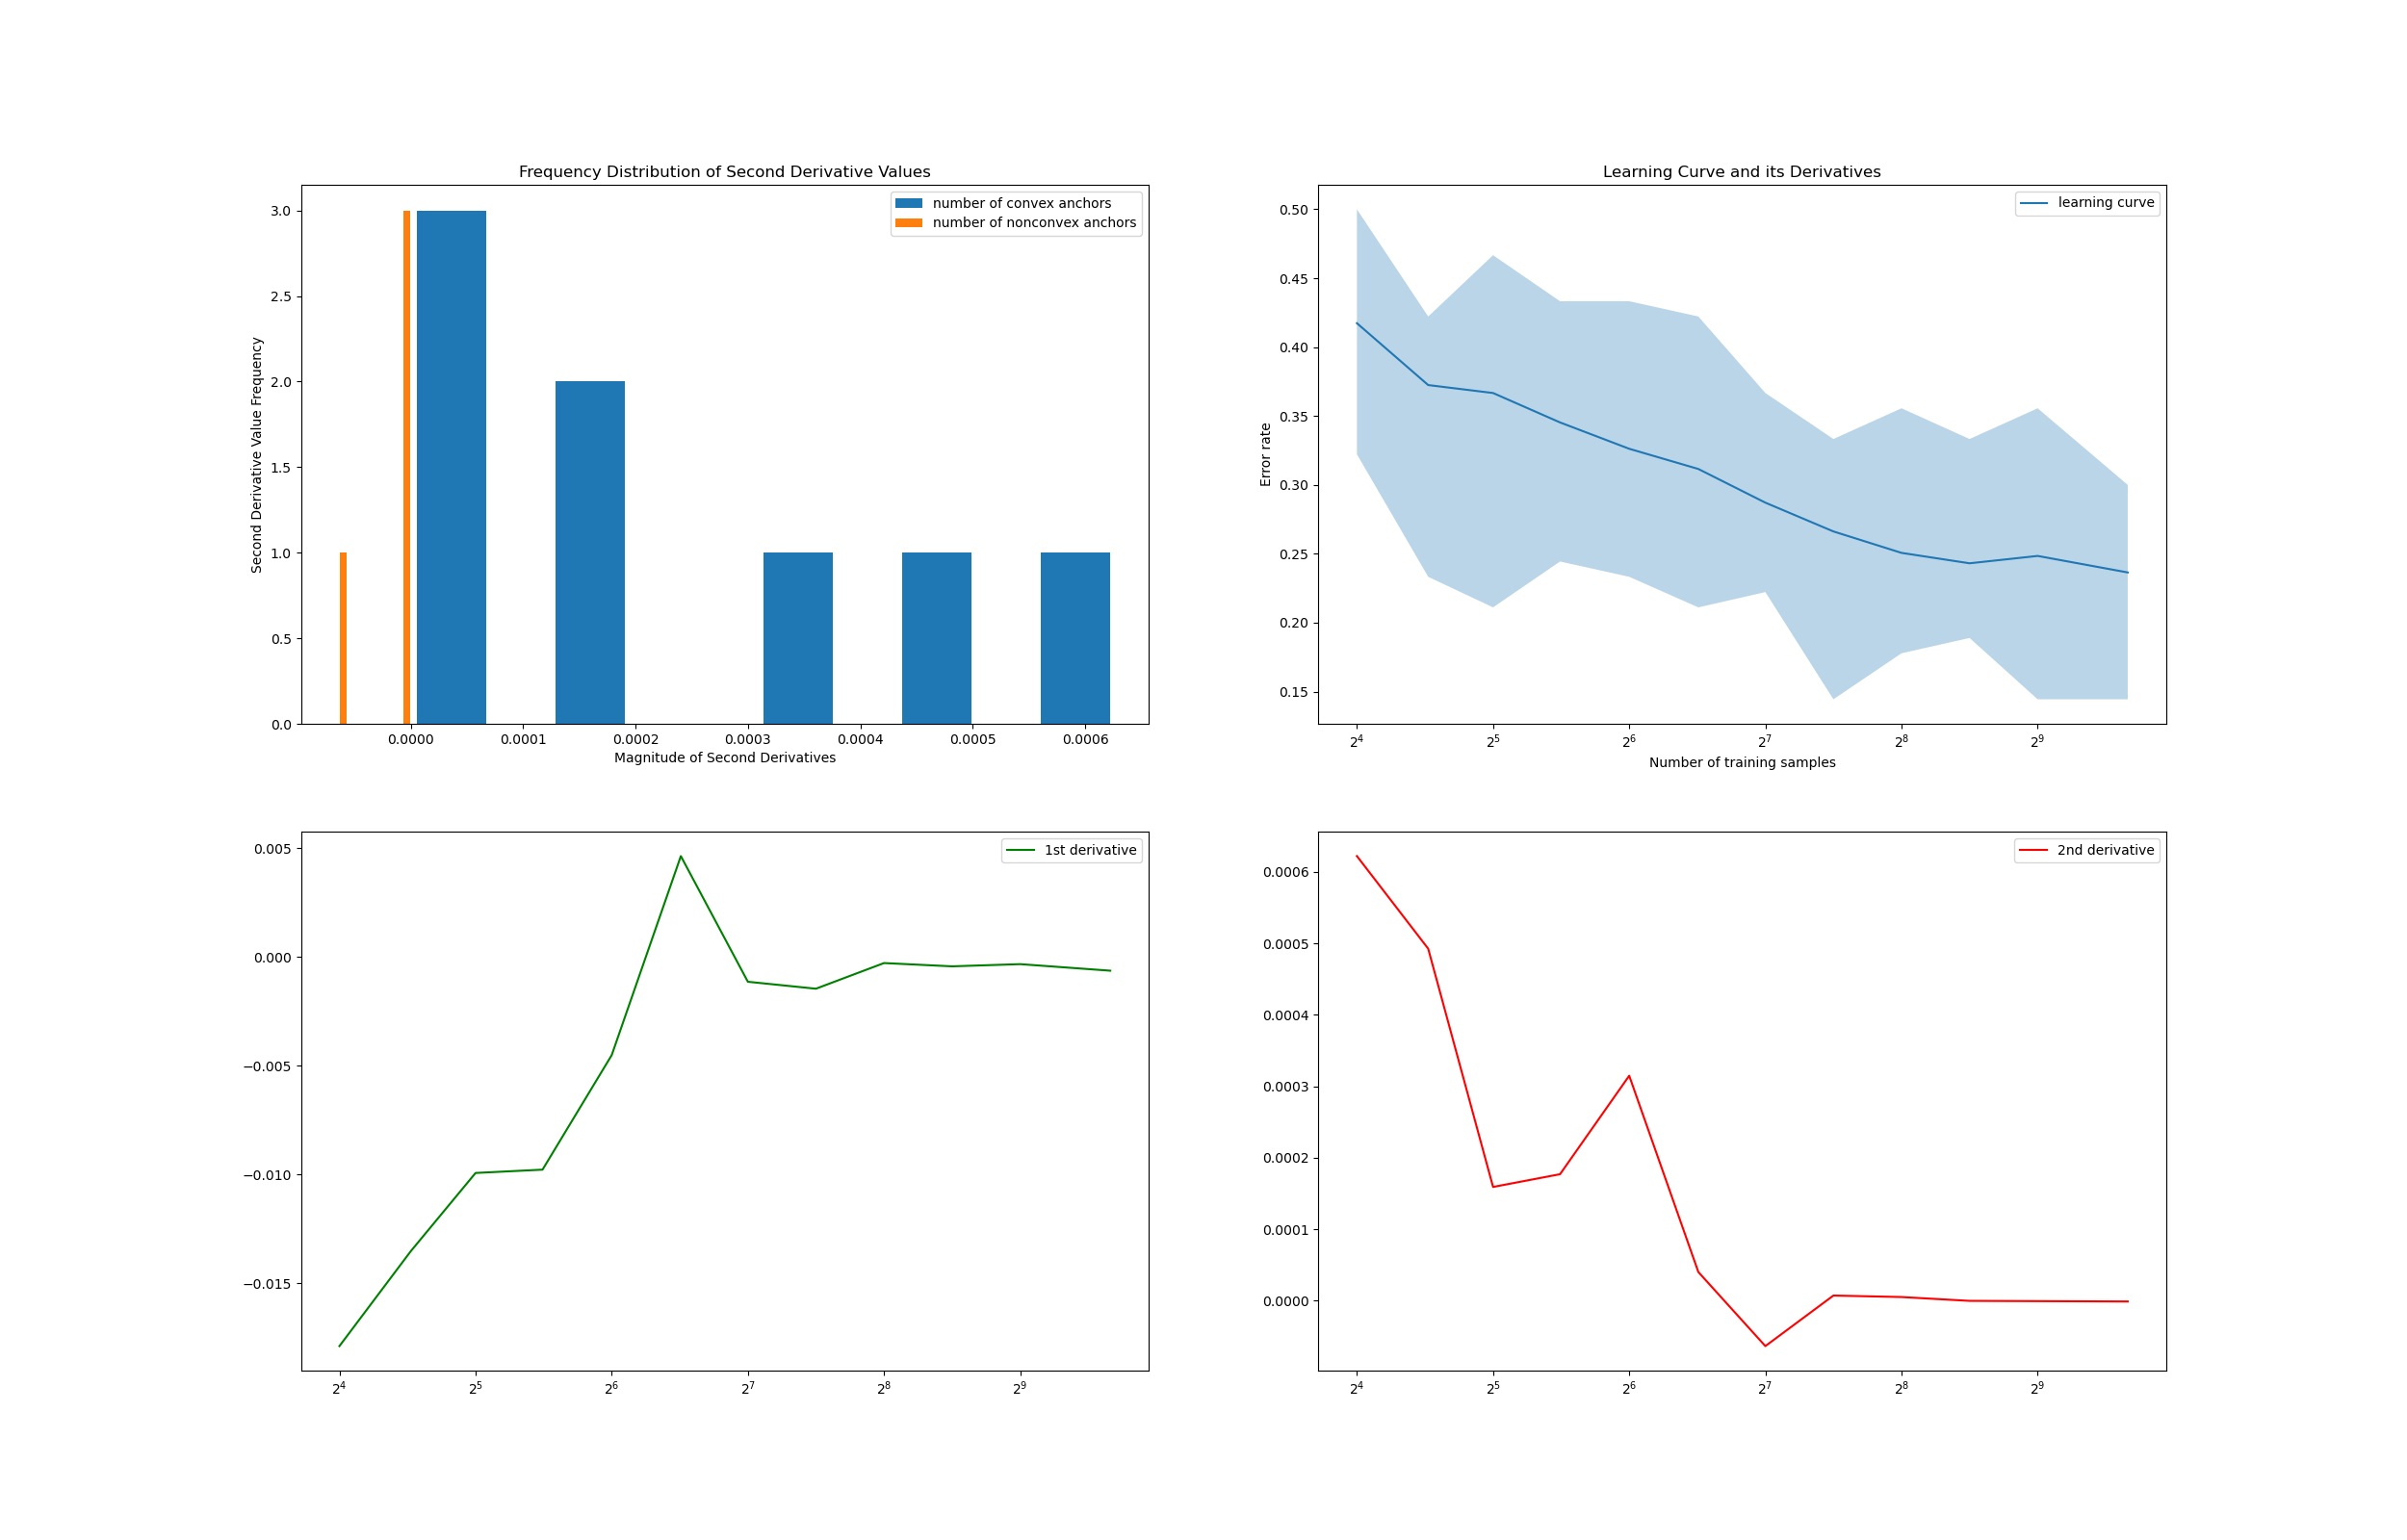 Frequency Distribution of Second Derivative Values
number of convex anchors
number of nonconvex anchors
3.0
2.5
2.0
1.5
1.0
0.5
0.0
Second Derivative Value Frequency
0.0000 0.0001 0.0002 0.0003 0.0004 0.0005 0.0006
Magnitude of Second Derivatives
Learning Curve and its Derivatives
learning curve
0.50
0.45
0.40
0.35
0.30
0.25
0.20
0.15
Error rate
2⁴ 2⁵ 2⁶ 2⁷ 2⁸ 2⁹
Number of training samples
1st derivative
0.005
0.000
−0.005
−0.010
−0.015
2⁴ 2⁵ 2⁶ 2⁷ 2⁸ 2⁹
2nd derivative
0.0006
0.0005
0.0004
0.0003
0.0002
0.0001
0.0000
2⁴ 2⁵ 2⁶ 2⁷ 2⁸ 2⁹